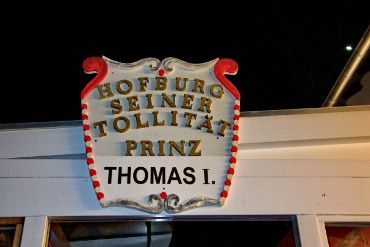 HOFBURG
SEINER
TOLLITÄT
PRINZ
THOMAS I.